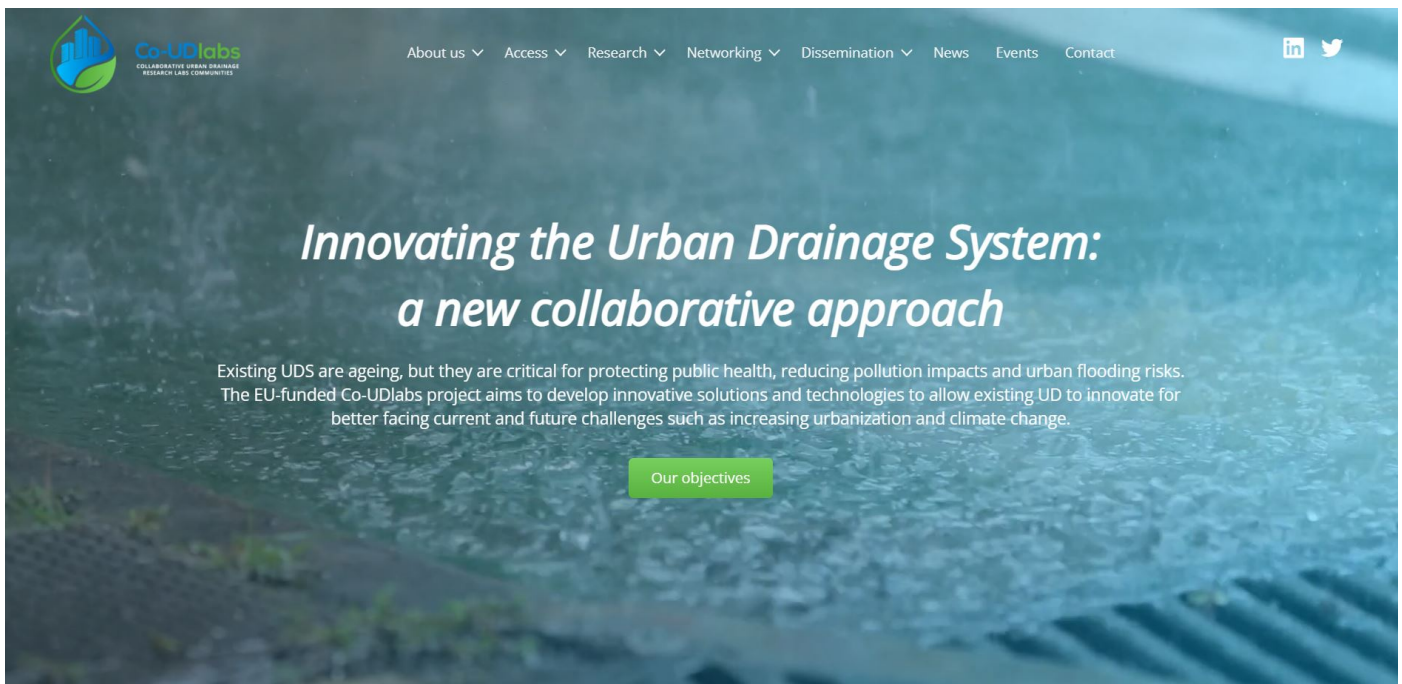 Co-UDlabs
COLLABORATIVE URBAN DRAINAGE
RESEARCH LABS COMMUNITIES
About us
Access
Research
Networking
Dissemination
News
Events
Contact
in
Innovating the Urban Drainage System:
a new collaborative approach
Existing UDS are ageing, but they are critical for protecting public health, reducing pollution impacts and urban flooding risks.
The EU-funded Co-UDlabs project aims to develop innovative solutions and technologies to allow existing UD to innovate for
better facing current and future challenges such as increasing urbanization and climate change.
Our objectives